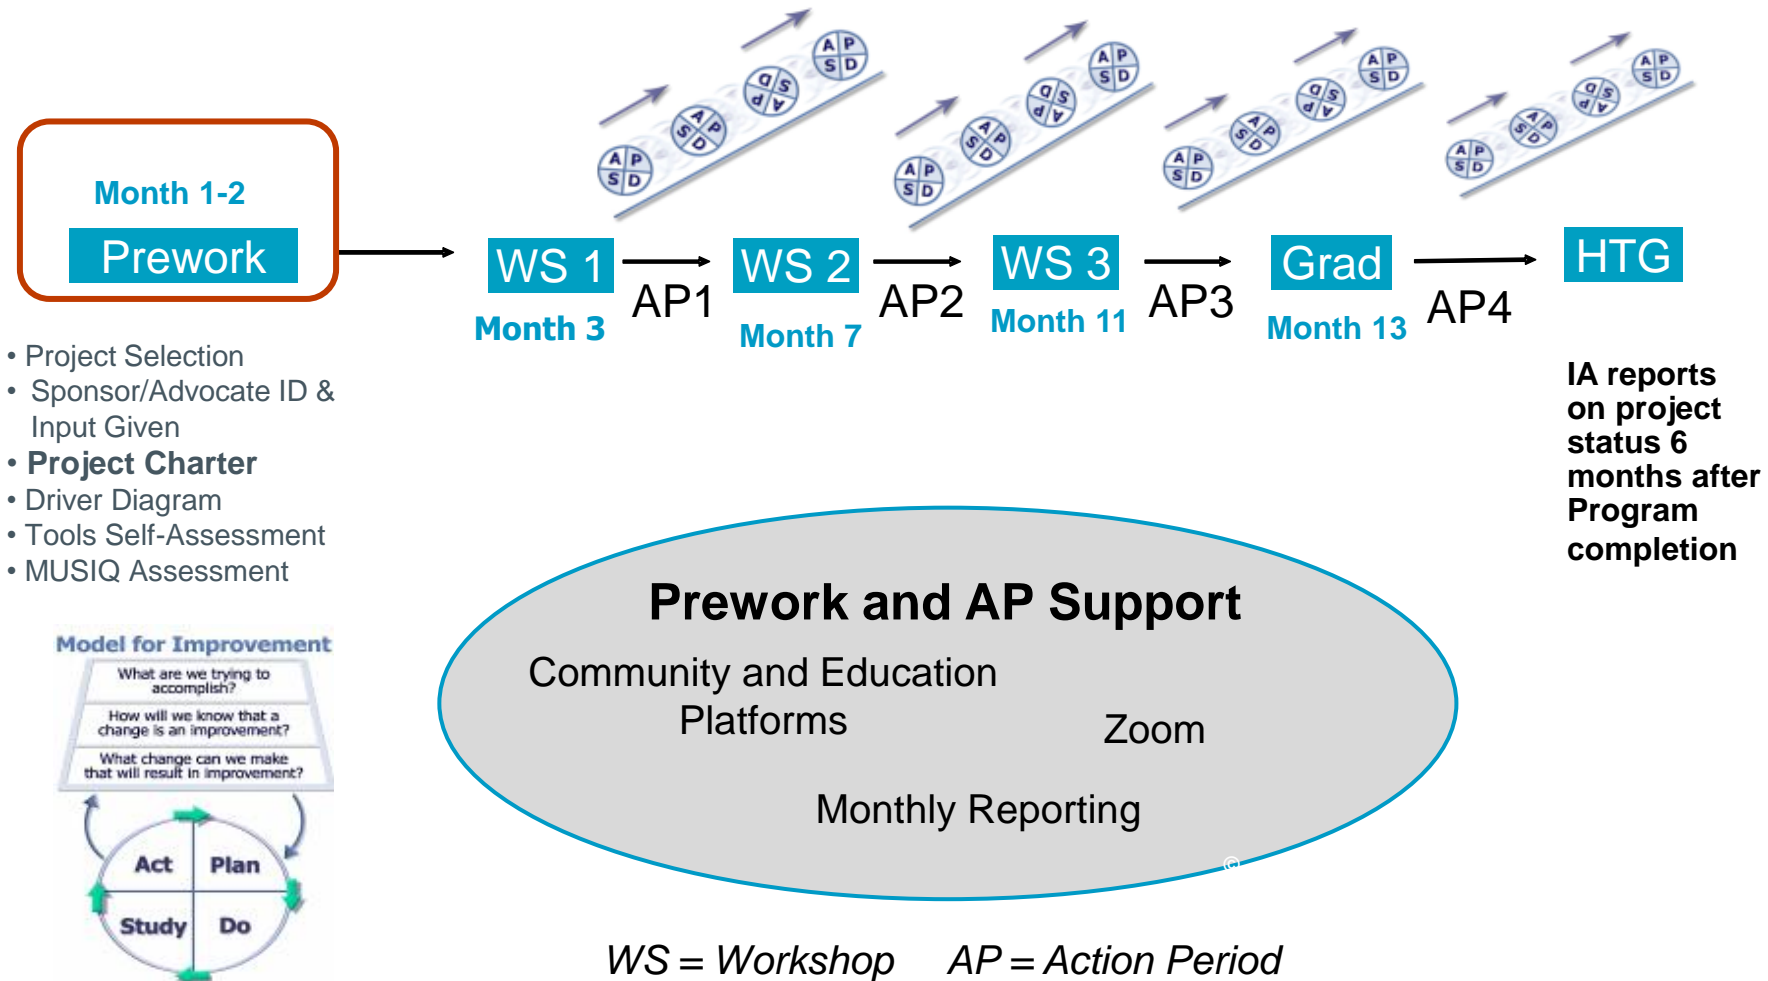 A P
S D
A P
S D
A P
S D
A P
S D
A P
S D
A P
S D
A P
S D
A P
S D
A P
S D
A P
S D
A P
S D
A P
S D
A P
S D
A P
S D
A P
S D
A P
S D
Month 1-2
Prework
WS 1
AP1
WS 2
AP2
WS 3
AP3
Grad
AP4
HTG
Month 3
Month 7
Month 11
Month 13
• Project Selection
• Sponsor/Advocate ID &
Input Given
• Project Charter
• Driver Diagram
• Tools Self-Assessment
• MUSIQ Assessment
IA reports
on project
status 6
months after
Program
completion
Model for Improvement
What are we trying to
accomplish?
How will we know that a
change is an improvement?
What change can we make
that will result in improvement?
Act Plan
Study Do
Prework and AP Support
Community and Education
Platforms
Zoom
Monthly Reporting
©
WS = Workshop AP = Action Period